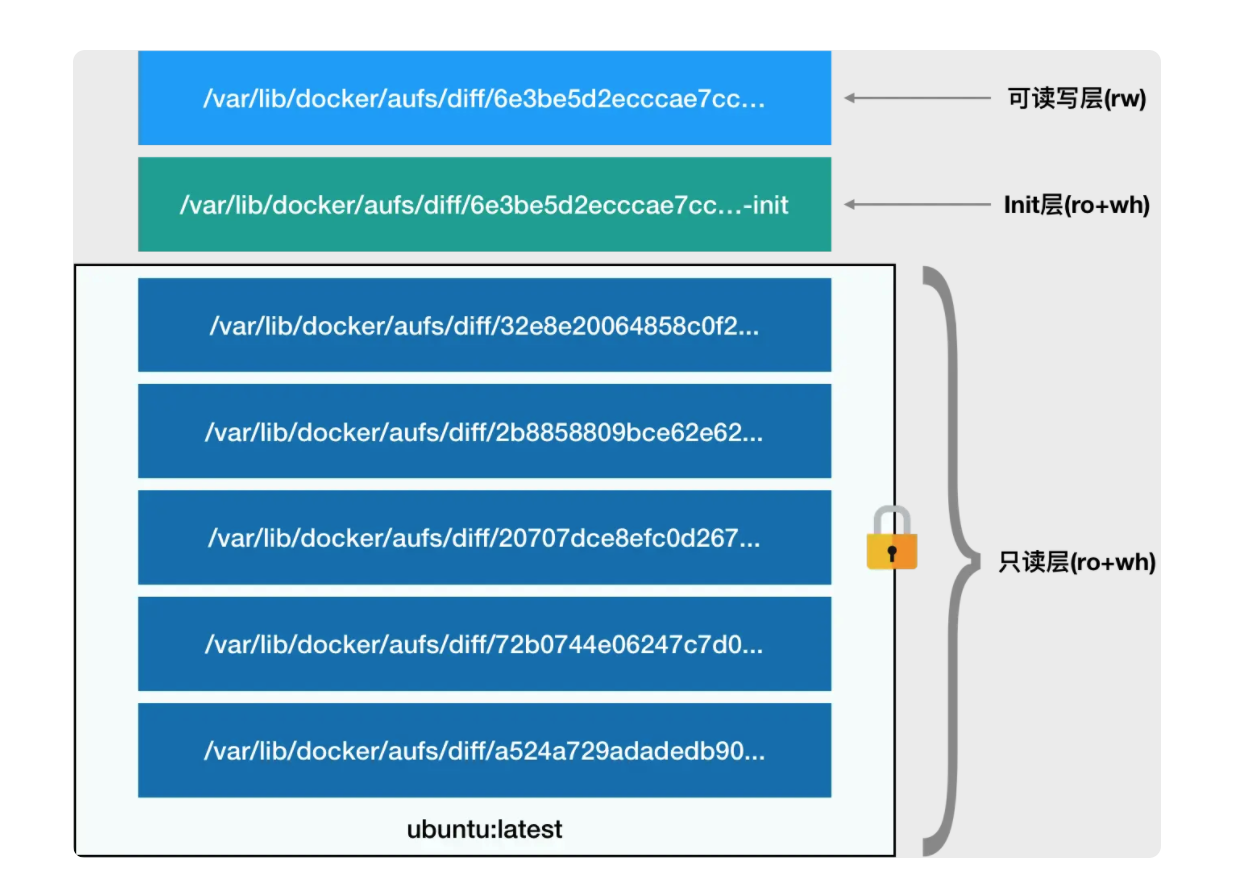 /var/lib/docker/aufs/diff/6e3be5d2ecccae7cc...
可读写层(rw)
/var/lib/docker/aufs/diff/6e3be5d2ecccae7cc...-init
Init层(ro+wh)
/var/lib/docker/aufs/diff/32e8e20064858c0f2...
/var/lib/docker/aufs/diff/2b8858809bce62e62...
/var/lib/docker/aufs/diff/20707dce8efc0d267...
只读层(ro+wh)
/var/lib/docker/aufs/diff/72b0744e06247c7d0...
/var/lib/docker/aufs/diff/a524a729adadedb90...
ubuntu:latest